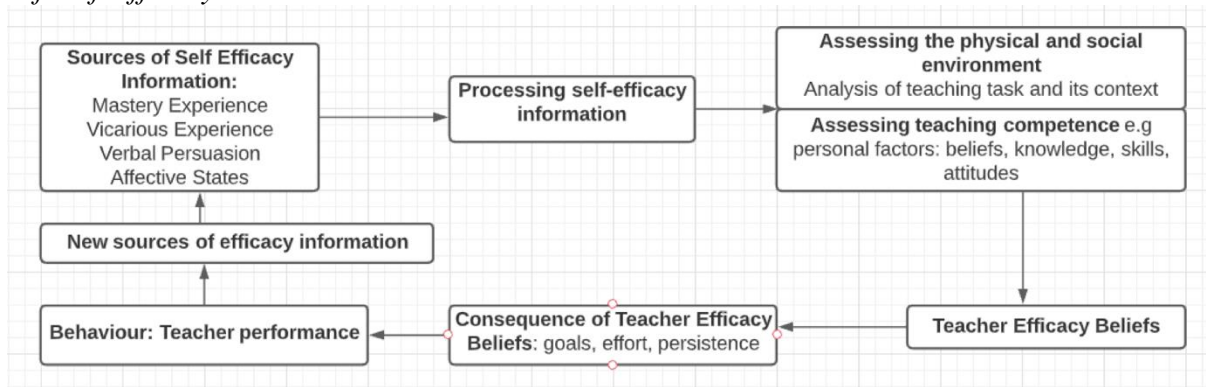 Sources of Self Efficacy
Information:
Mastery Experience
Vicarious Experience
Verbal Persuasion
Affective States
Processing self-efficacy
information
Assessing the physical and social
environment
Analysis of teaching task and its context
Assessing teaching competence e.g
personal factors: beliefs, knowledge, skills,
attitudes
New sources of efficacy information
Behaviour: Teacher performance
Consequence of Teacher Efficacy
Beliefs: goals, effort, persistence
Teacher Efficacy Beliefs